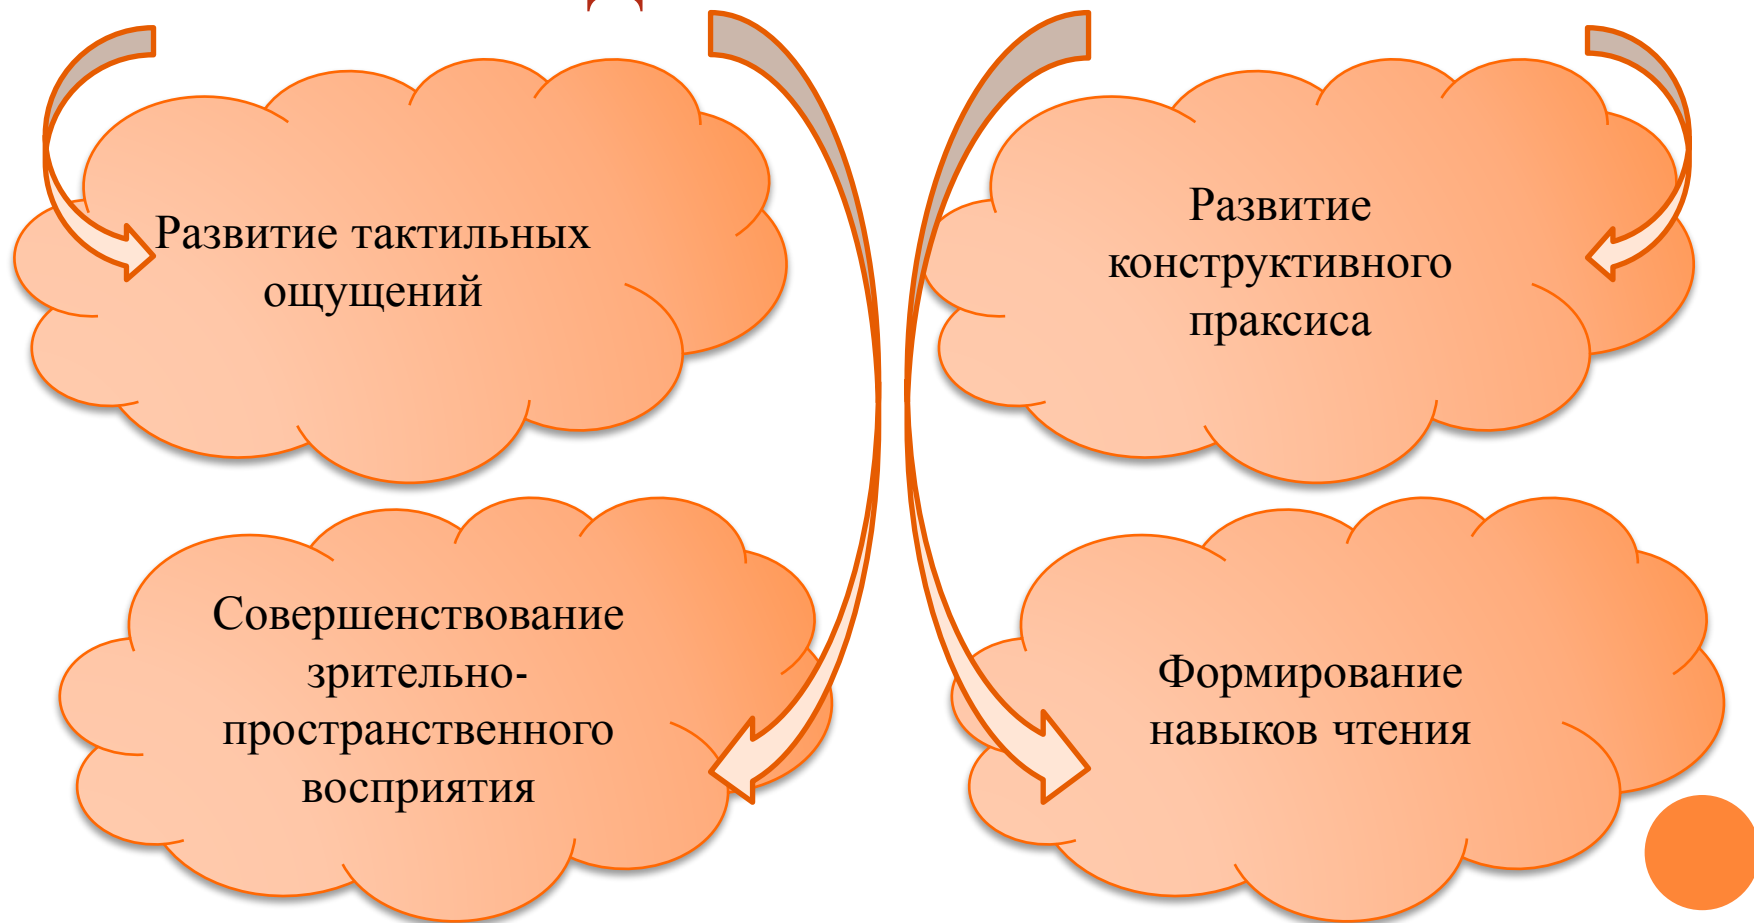 Развитие тактильных
ощущений
Развитие
конструктивного
праксиса
Совершенствование
зрительно-
пространственного
восприятия
Формирование
навыков чтения